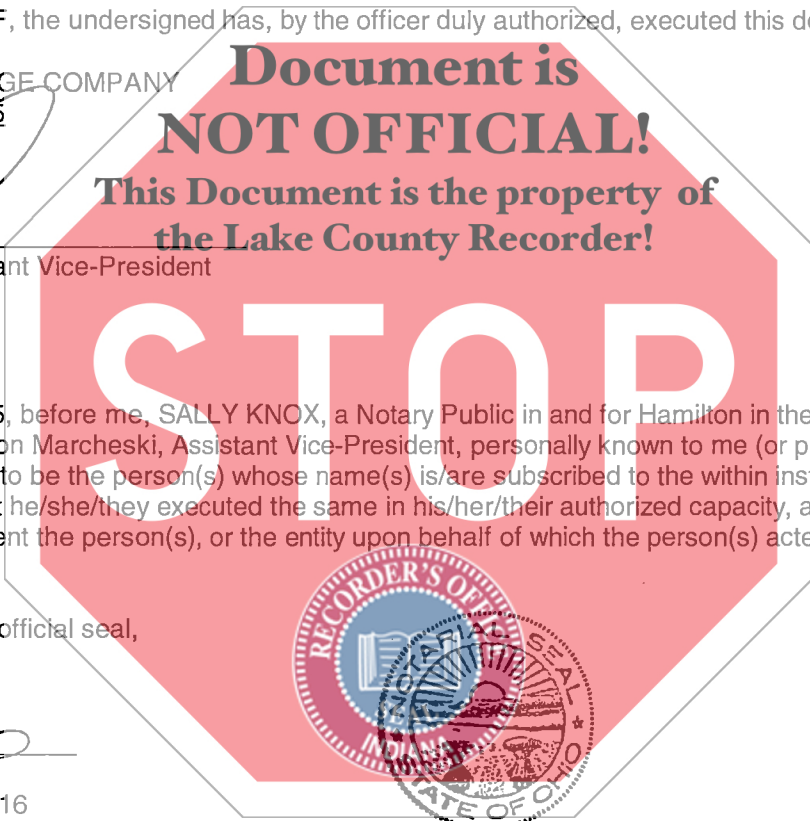 , the undersigned has, by the officer duly authorized, executed this
Document is
GE COMPANY
NOT OFFICIAL!
This Document is the property of
the Lake County Recorder!
Vice-President
STOP
, before me, SALLY KNOX, a Notary Public in and for Hamilton in the
Marcheski, Assistant Vice-President, personally known to me (or
to be the person(s) whose name(s) is/are subscribed to the within
he/she/they executed the same in his/her/their authorized capacity,
the person(s), or the entity upon behalf of which the person(s)
RECORDER'S
official seal,
NOTARIAL SEAL
SEAL
INDIANA
STATE OF OHIO
16